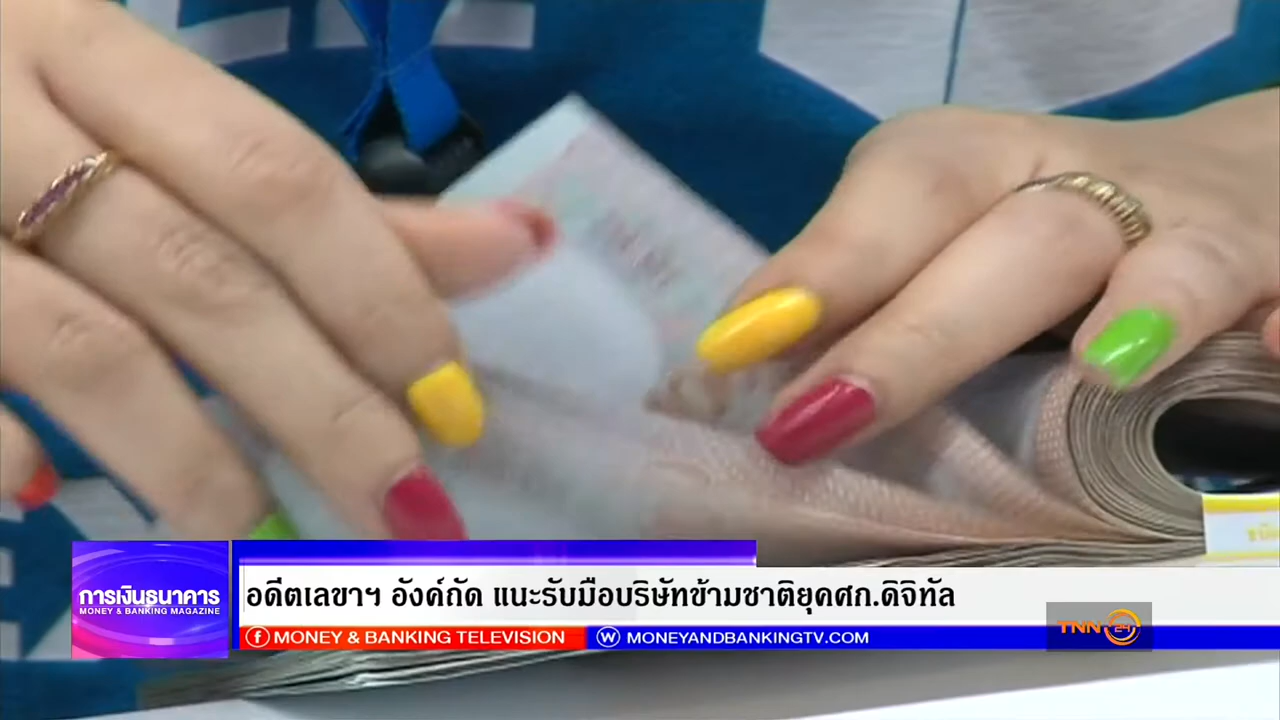 อดีตเลขาฯ อังค์ถัด แนะรับมือบริษัทข้ามชาติยุคศก.ดิจิทัล
การเงินธนาคาร
MONEY & BANKING MAGAZINE
MONEY & BANKING TELEVISION
MONEYANDBANKINGTV.COM
TNN 24